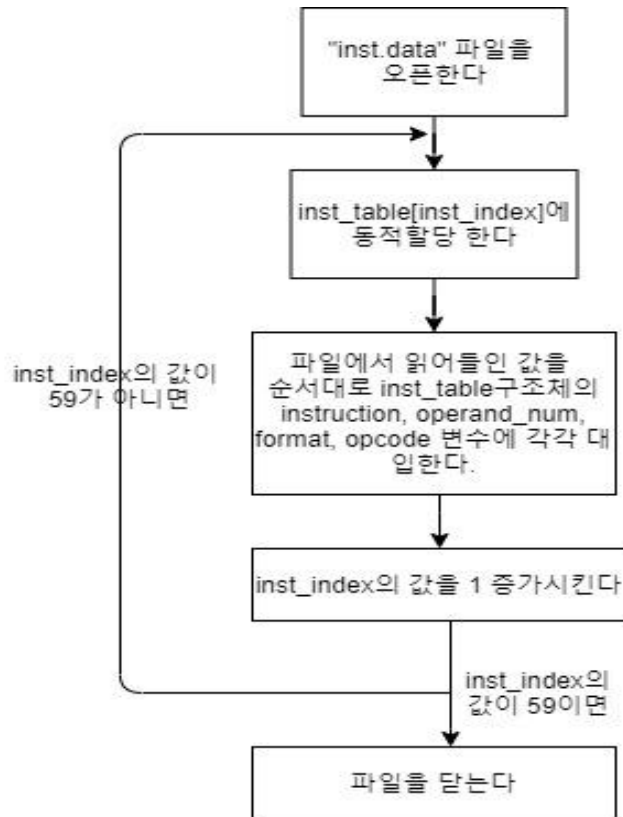 "inst.data" 파일을
오픈한다
inst_table[inst_index]에
동적할당 한다
파일에서 읽어들인 값을
순서대로 inst_table구조체의
instruction, operand_num,
format, opcode 변수에 각각 대
입한다.
inst_index의 값이
59가 아니면
inst_index의 값을 1 증가시킨다
inst_index의
값이 59이면
파일을 닫는다